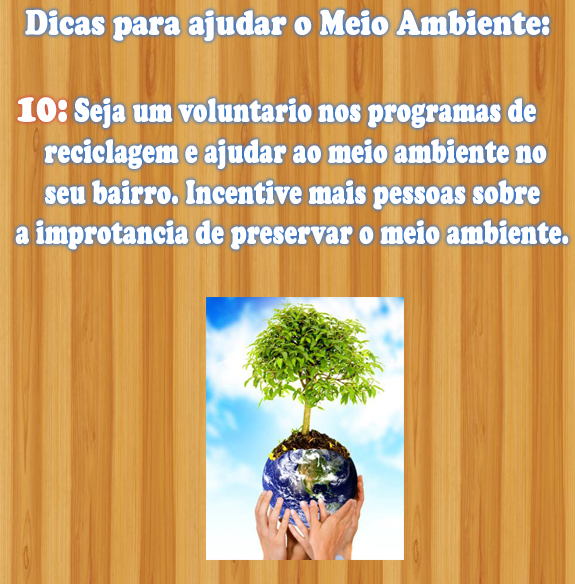 Dicas para ajudar o Meio Ambiente:
10: Seja um voluntario nos programas de
reciclagem e ajudar ao meio ambiente no
seu bairro. Incentive mais pessoas sobre
a improtancia de preservar o meio ambiente.